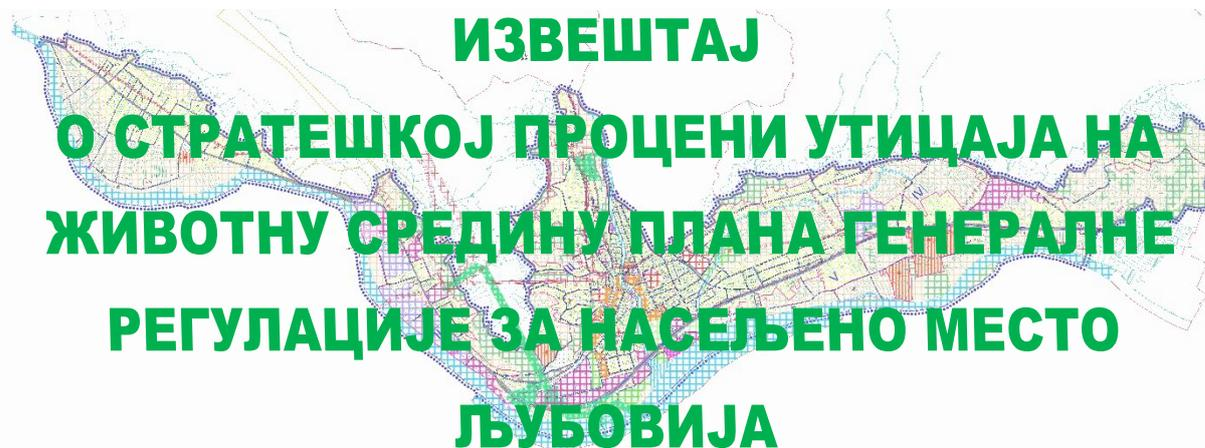 ИЗВЕШТАЈ
О СТРАТЕШКОЈ ПРОЦЕНИ УТИЦАЈА НА
ЖИВОТНУ СРЕДИНУ ПЛАНА ГЕНЕРАЛНЕ
РЕГУЛАЦИЈЕ ЗА НАСЕЉЕНО МЕСТО
ЉУБОВИЈА